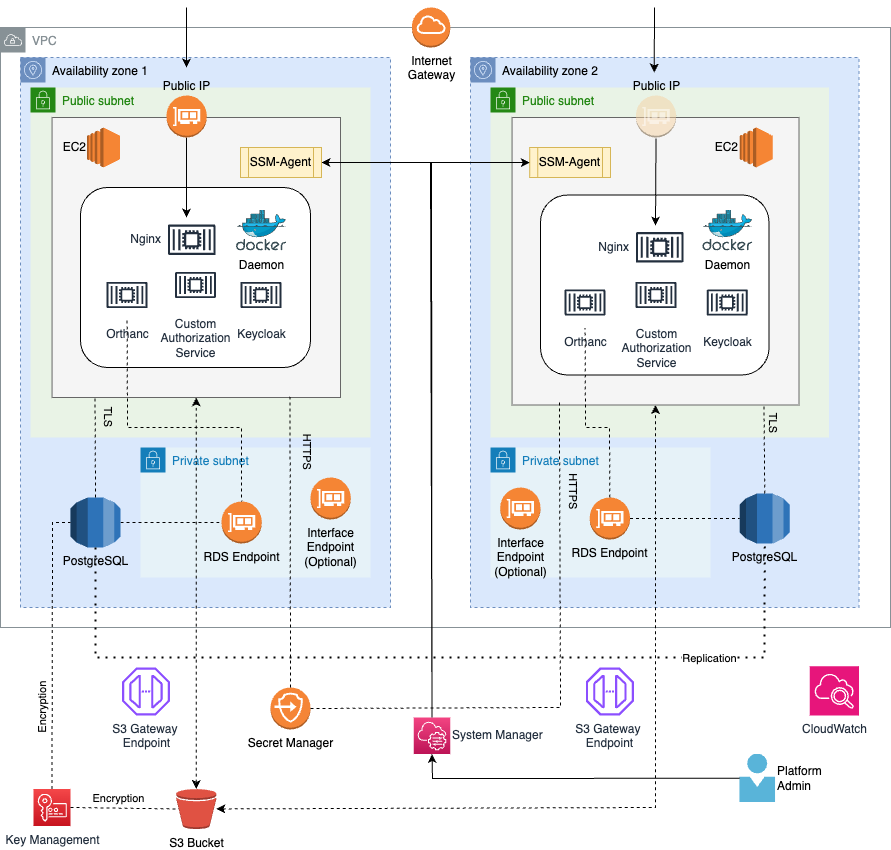 VPC
Internet
Gateway
Availability zone 1
Public IP
Public subnet
EC2
SSM-Agent
Nginx
docker
Daemon
Orthanc
Custom
Authorization
Service
Keycloak
TLS
HTTPS
Private subnet
PostgreSQL
RDS Endpoint
Interface
Endpoint
(Optional)
Availability zone 2
Public IP
Public subnet
EC2
SSM-Agent
Nginx
docker
Daemon
Orthanc
Custom
Authorization
Service
Keycloak
TLS
HTTPS
Private subnet
Interface
Endpoint
(Optional)
RDS Endpoint
PostgreSQL
Replication
Encryption
S3 Gateway
Endpoint
Secret Manager
System Manager
S3 Gateway
Endpoint
CloudWatch
Platform
Admin
Encryption
Key Management
S3 Bucket